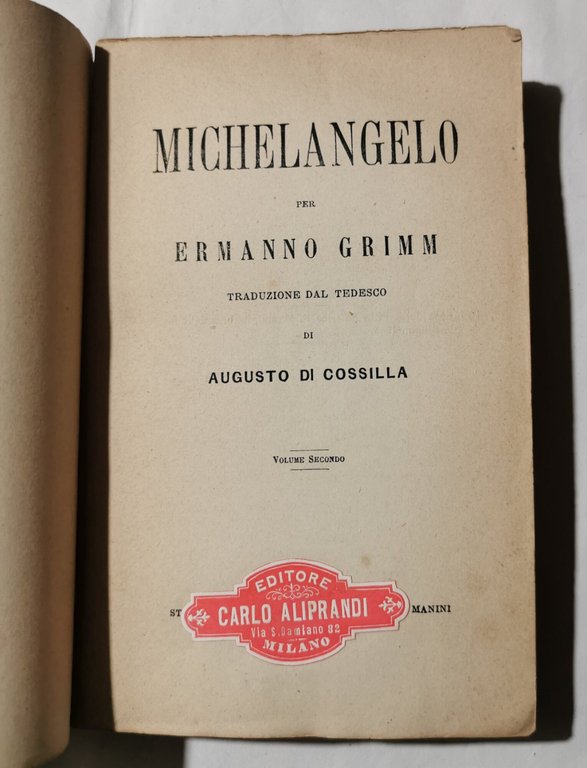 MICHELANGELO
PER
ERMANNO GRIMM
TRADUZIONE DAL TEDESCO
DI
AUGUSTO DI COSSILLA
VOLUME SECONDO
EDITORE
ST CARLO ALIPRANDI MANINI
Via S. Damiano 82
MILANO